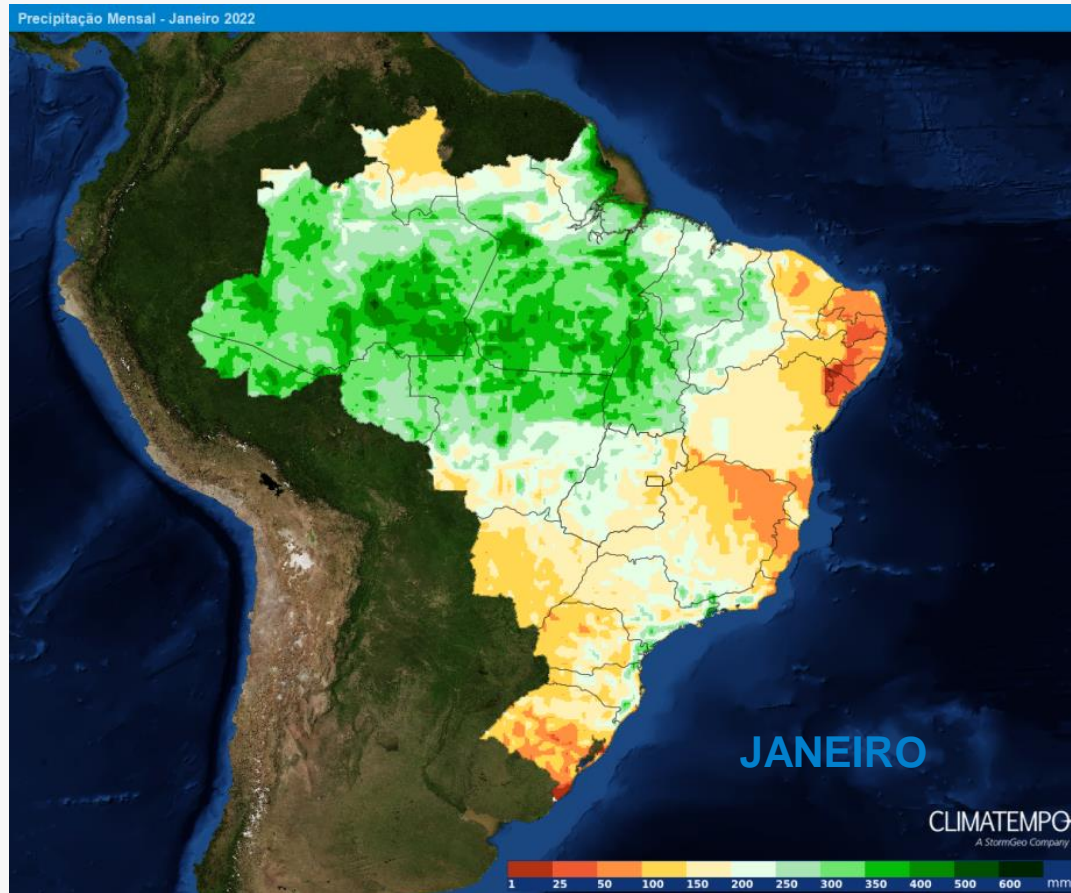 Precipitação Mensal - Janeiro 2022
JANEIRO
CLIMATEMPO
A StormGeo Company
1 25 50 100 150 200 250 300 350 400 500 600 mm